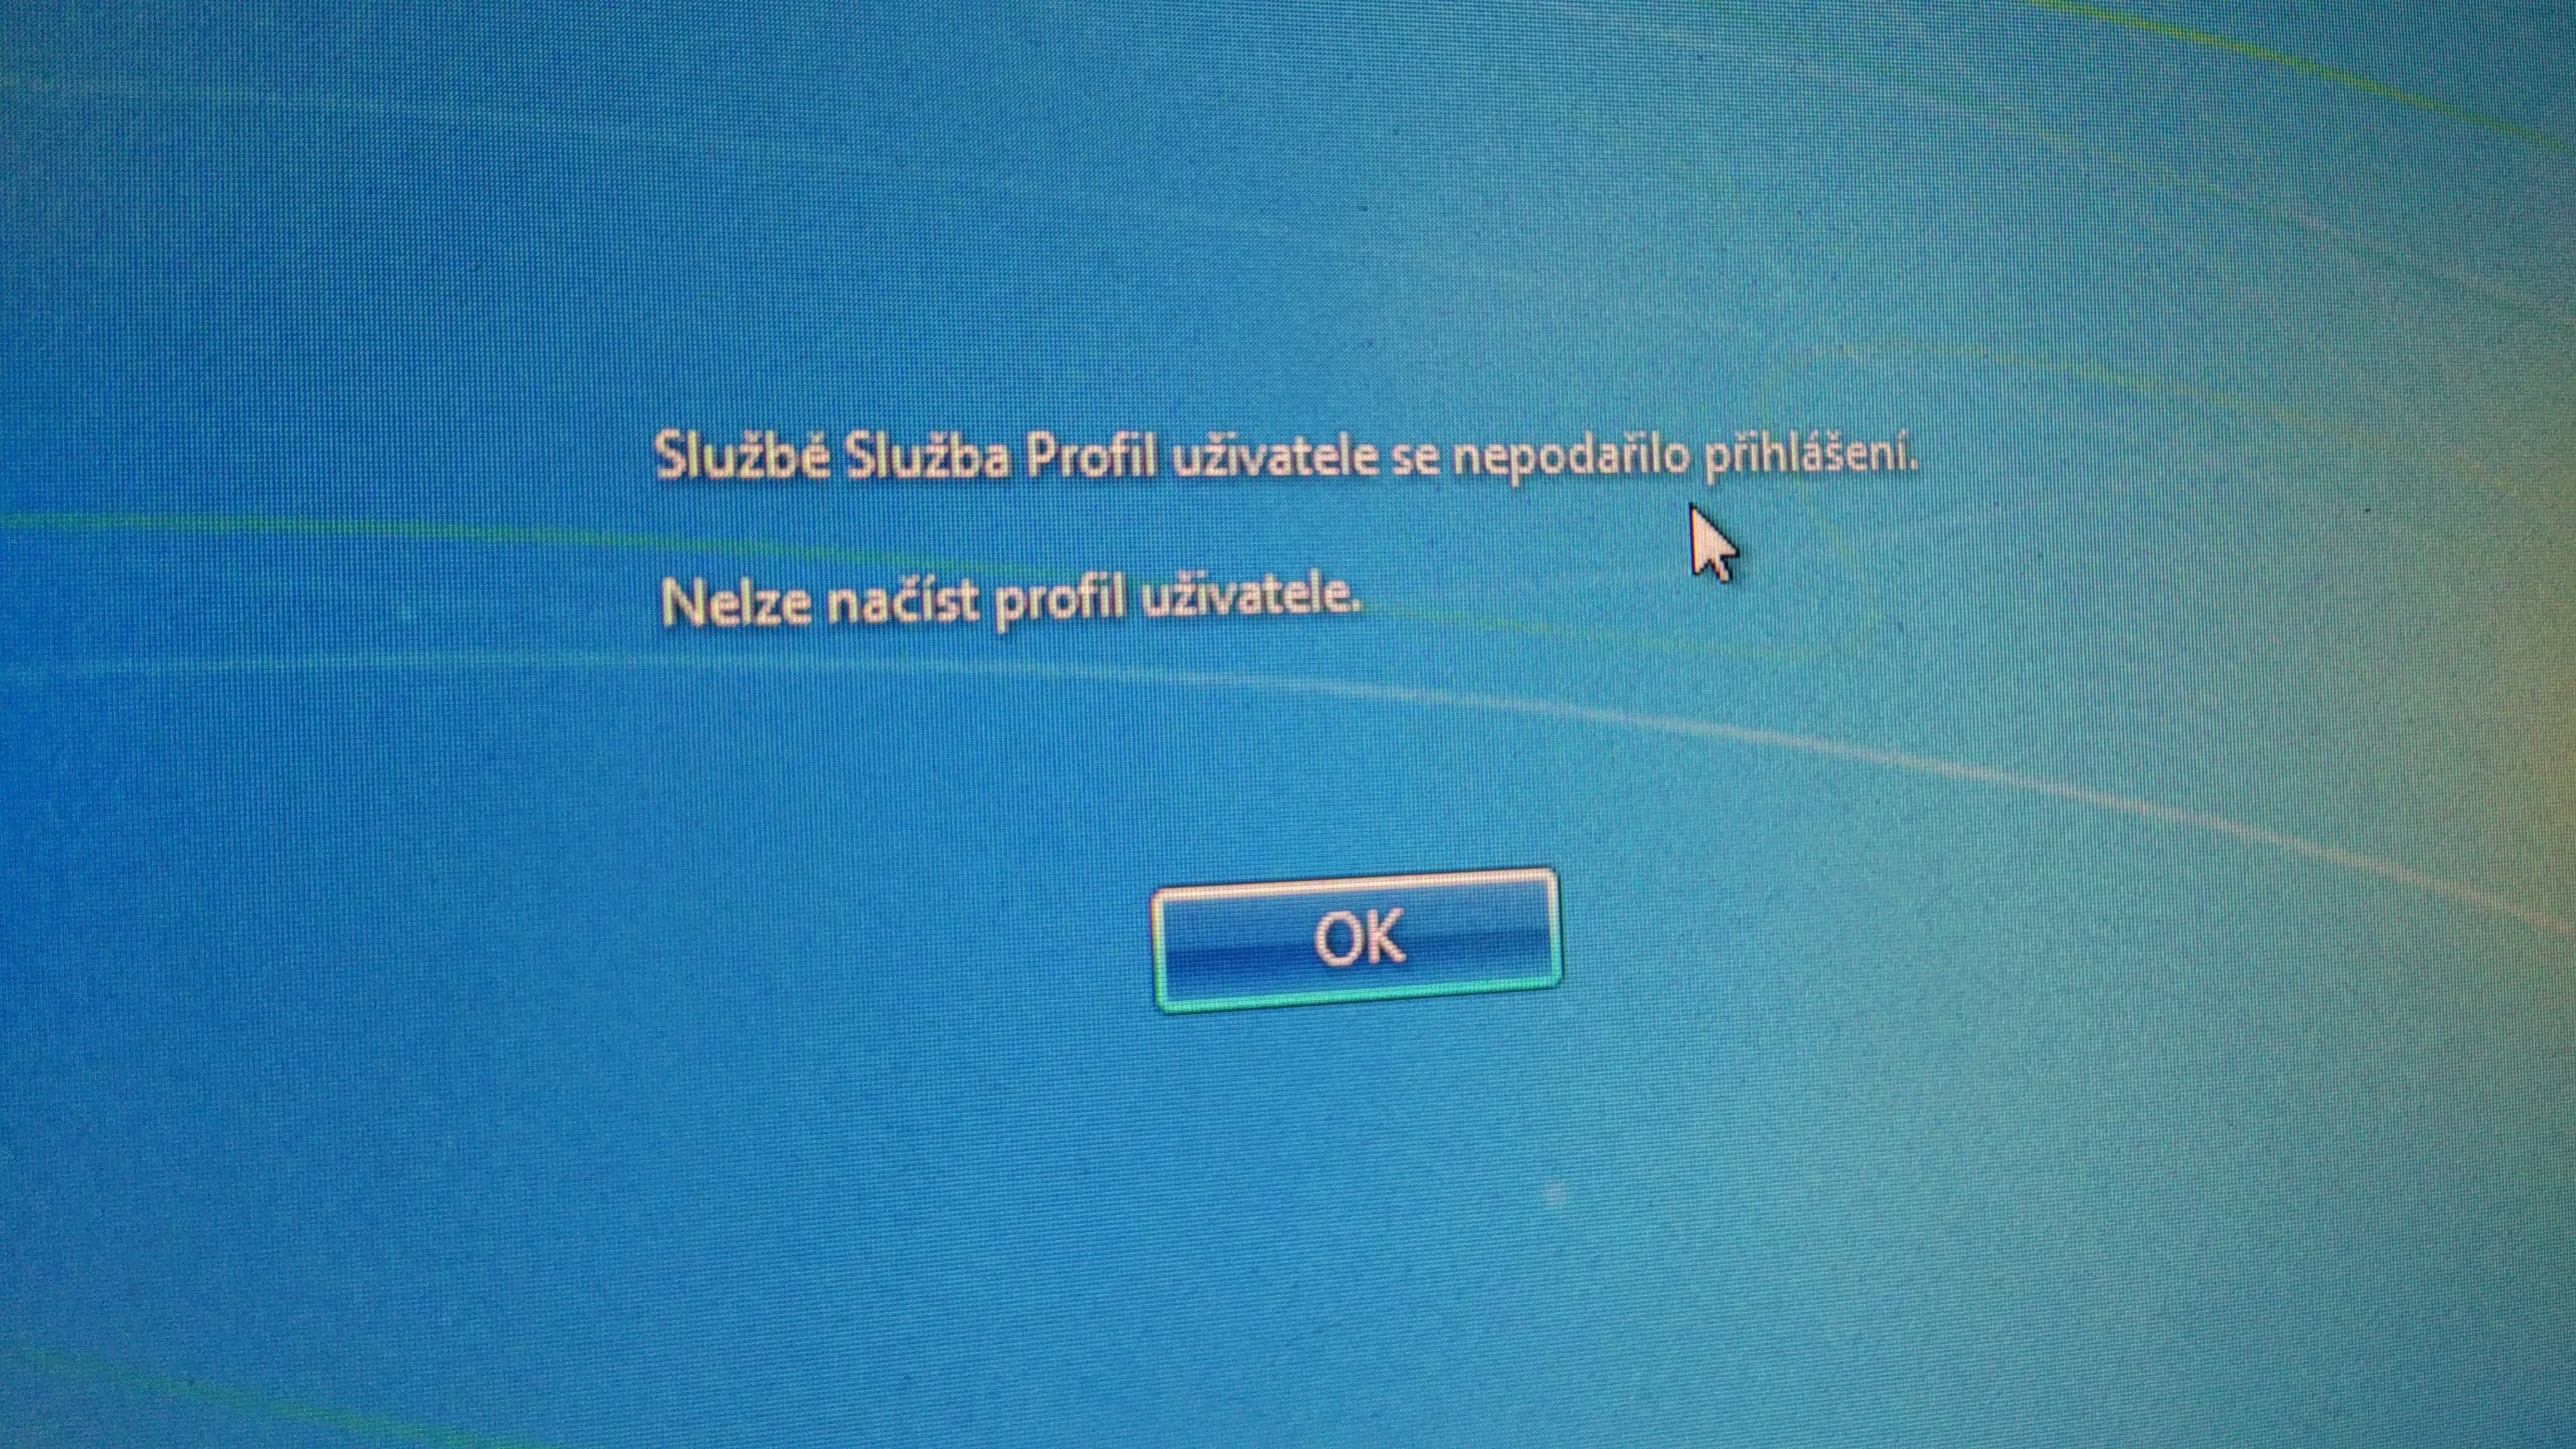 Službě Služba Profil uživatele se nepodařilo přihlášení.
Nelze načíst profil uživatele.
OK